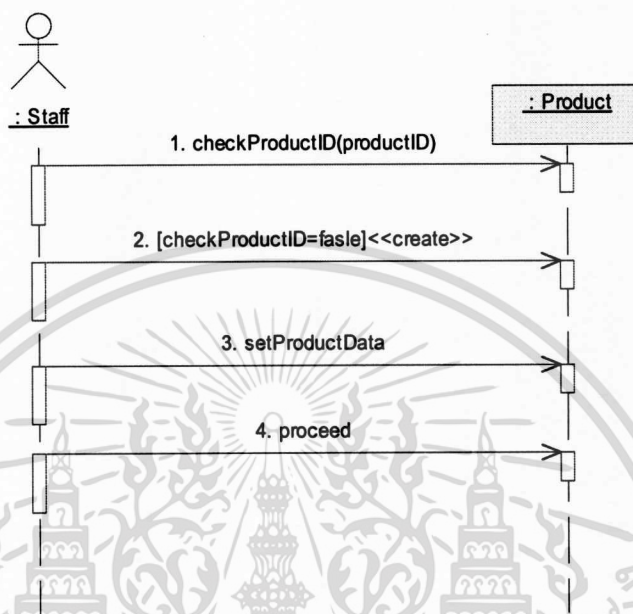 : Staff
: Product
1. checkProductID(productID)
2. [checkProductID=fasle]<<create>>
3. setProductData
4. proceed